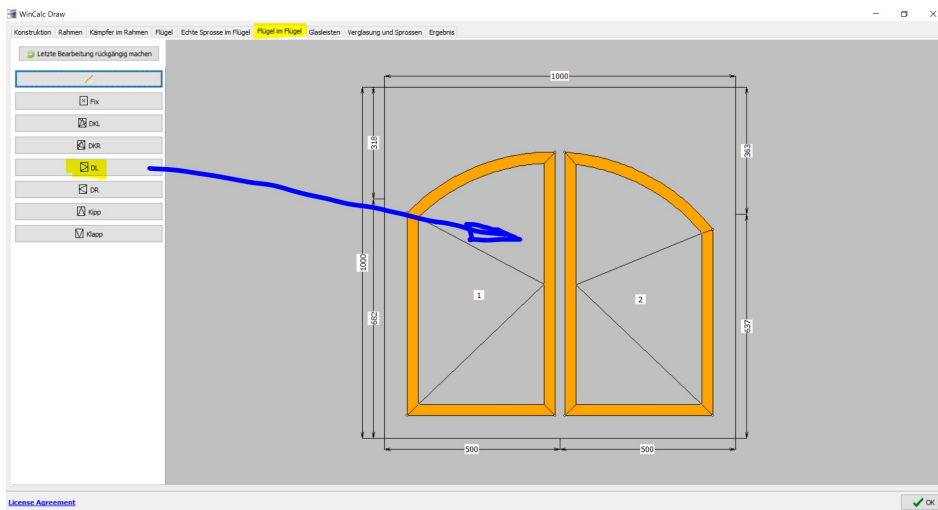 WinCalc Draw
Konstruktion Rahmen Kämpfer im Rahmen Flügel Echte Sprosse im Flügel Flügel im Flügel Glasleisten Verglasung und Sprossen Ergebnis
Letzte Bearbeitung rückgängig machen
Fix
DKL
DKR
DL
DR
Kipp
Klapp
1000
318
363
1000
1
2
682
637
500
500
License Agreement
OK